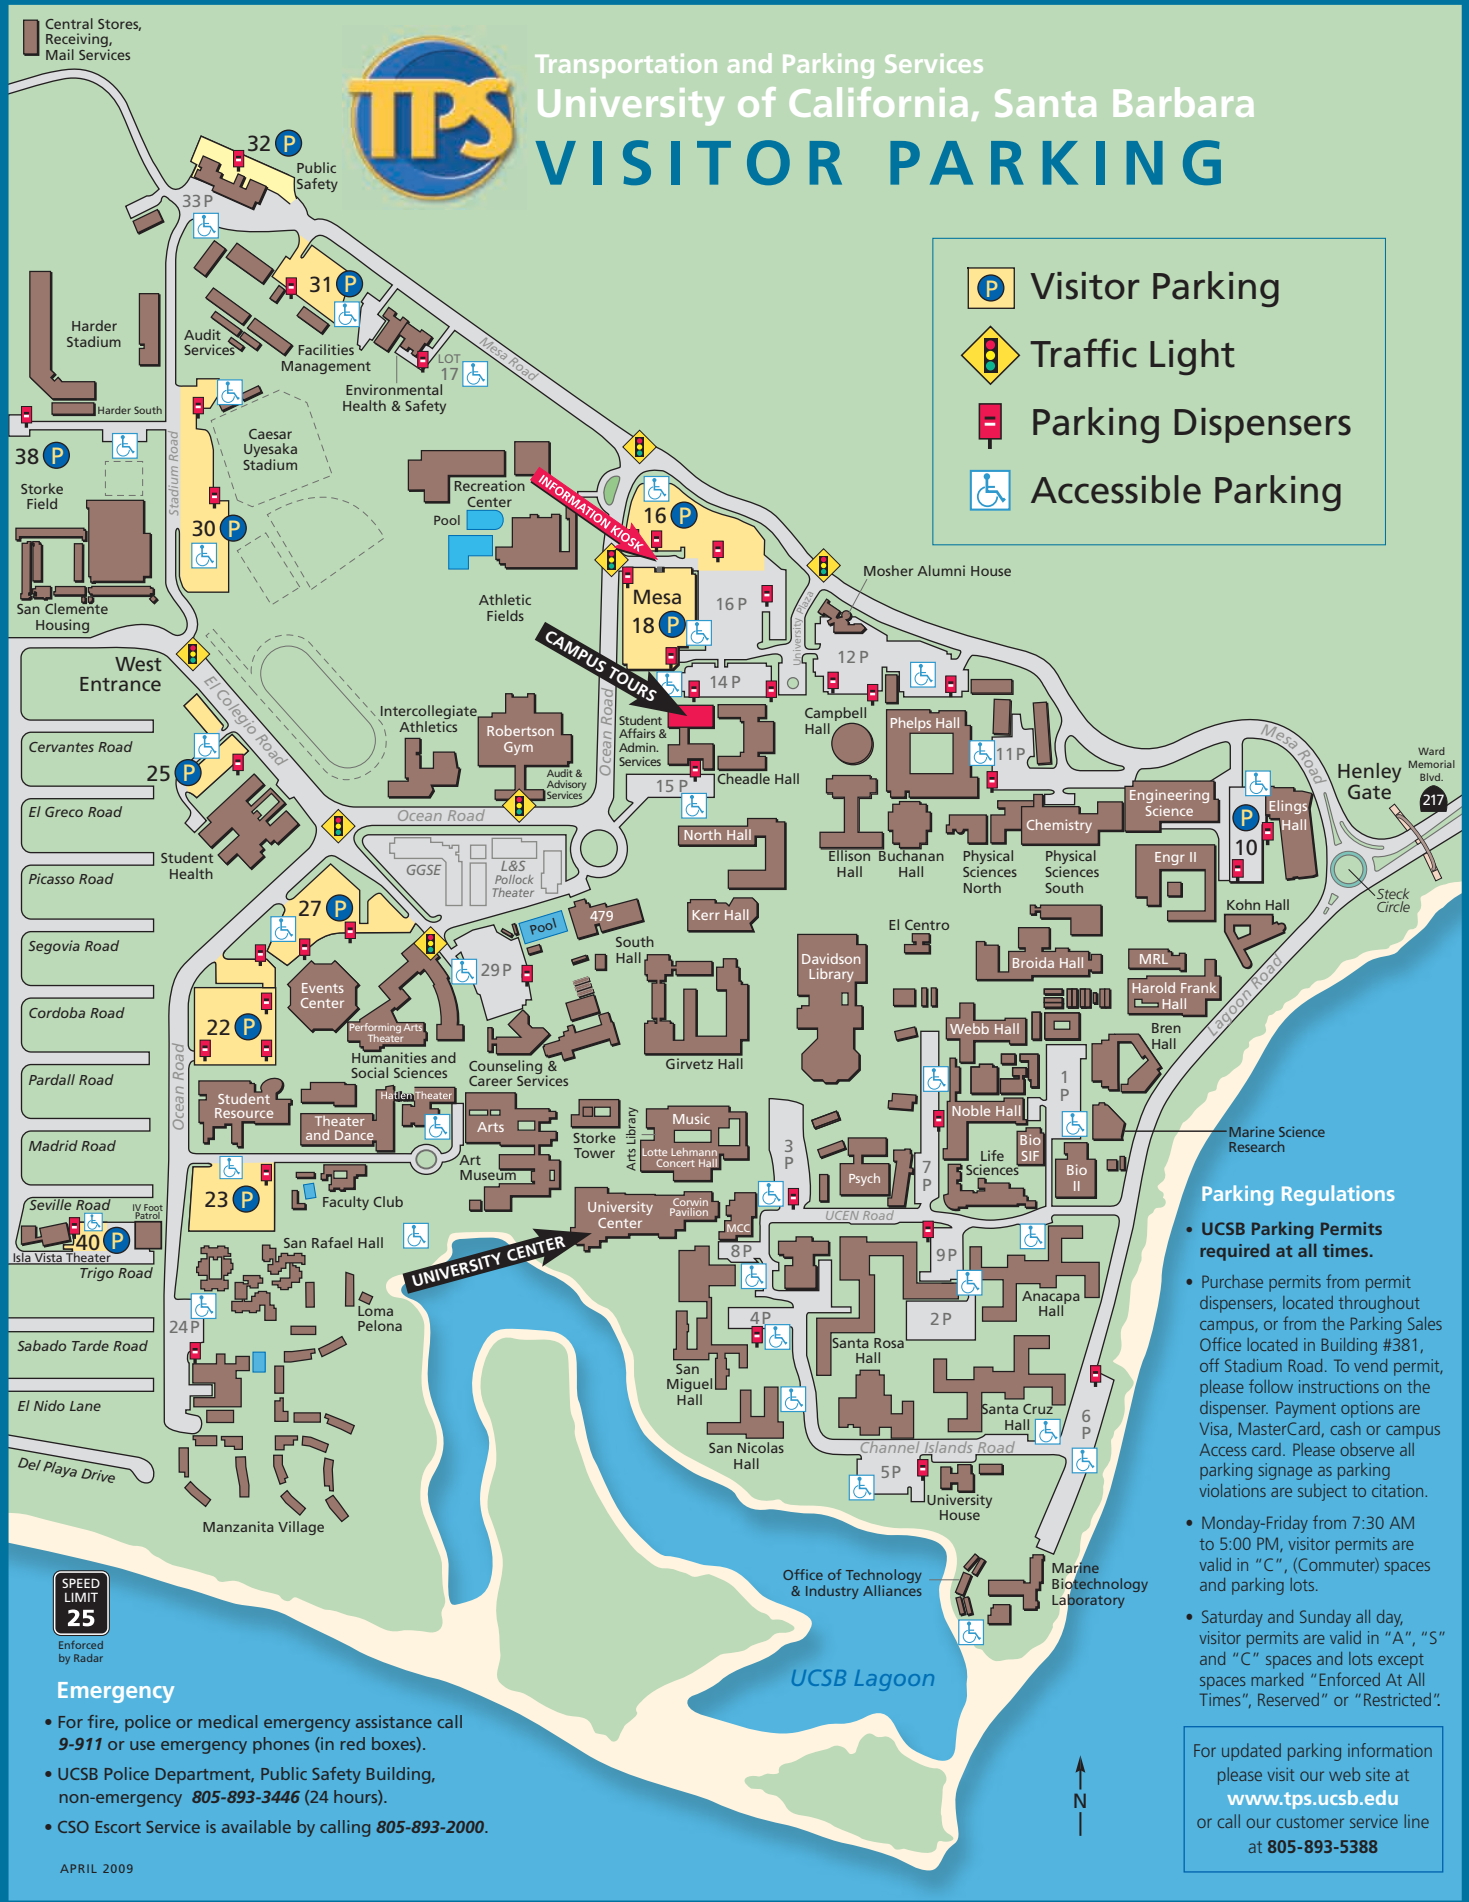 Central Stores,
Receiving,
Mail Services
TPS
Transportation and Parking Services
University of California, Santa Barbara
VISITOR PARKING
P Visitor Parking
Traffic Light
Parking Dispensers
Accessible Parking
32 P
Public
Safety
33 P
31 P
Harder
Stadium
Audit
Services
Facilities
Management
LOT
17
Mesa Road
Environmental
Health & Safety
Harder South
38 P
Storke
Field
Stadium Road
Caesar
Uyesaka
Stadium
30 P
Recreation
Center
Pool
INFORMATION KIOSK
16 P
Athletic
Fields
Mesa
18 P
16 P
University Plaza
Mosher Alumni House
12 P
14 P
San Clemente
Housing
West
Entrance
El Colegio Road
CAMPUS TOURS
Ocean Road
Student
Affairs &
Admin.
Services
Cheadle Hall
15 P
Campbell
Hall
Phelps Hall
11 P
Intercollegiate
Athletics
Robertson
Gym
Audit &
Advisory
Services
Ocean Road
Cervantes Road
25 P
El Greco Road
Student
Health
Picasso Road
Segovia Road
Cordoba Road
Pardall Road
Madrid Road
Seville Road
IV Foot
Patrol
40 P
Isla Vista Theater
Trigo Road
Sabado Tarde Road
El Nido Lane
Del Playa Drive
Mesa Road
Henley
Gate
Ward
Memorial
Blvd.
217
Steck
Circle
Engineering
Science
P
10
Elings
Hall
Engr II
Kohn Hall
Lagoon Road
North Hall
Ellison
Hall
Buchanan
Hall
Physical
Sciences
North
Chemistry
Physical
Sciences
South
GGSE
L&S
Pollock
Theater
27 P
Pool
479
South
Hall
Kerr Hall
29 P
El Centro
Davidson
Library
Broida Hall
MRL
Harold Frank
Hall
Bren
Hall
Webb Hall
1
P
Events
Center
22 P
Performing Arts
Theater
Humanities and
Social Sciences
Counseling &
Career Services
Girvetz Hall
Ocean Road
Student
Resource
Hatlen Theater
Theater
and Dance
Arts
Art
Museum
Storke
Tower
Arts Library
Music
Lotte Lehmann
Concert Hall
3
P
Psych
7
P
Noble Hall
Bio
SIF
Life
Sciences
Bio
II
Marine Science
Research
23 P
Faculty Club
University
Center
Corwin
Pavilion
MCC
UCEN Road
UNIVERSITY CENTER
8 P
9 P
San Rafael Hall
Loma
Pelona
24 P
4 P
2 P
Anacapa
Hall
Santa Rosa
Hall
San
Miguel
Hall
San Nicolas
Hall
Santa Cruz
Hall
6
P
Channel Islands Road
5 P
University
House
Manzanita Village
Office of Technology
& Industry Alliances
Marine
Biotechnology
Laboratory
UCSB Lagoon
N
SPEED
LIMIT
25
Enforced
by Radar
Emergency
• For fire, police or medical emergency assistance call
9-911 or use emergency phones (in red boxes).
• UCSB Police Department, Public Safety Building,
non-emergency 805-893-3446 (24 hours).
• CSO Escort Service is available by calling 805-893-2000.
APRIL 2009
Parking Regulations
• UCSB Parking Permits
required at all times.
• Purchase permits from permit
dispensers, located throughout
campus, or from the Parking Sales
Office located in Building #381,
off Stadium Road. To vend permit,
please follow instructions on the
dispenser. Payment options are
Visa, MasterCard, cash or campus
Access card. Please observe all
parking signage as parking
violations are subject to citation.
• Monday-Friday from 7:30 AM
to 5:00 PM, visitor permits are
valid in “C”, (Commuter) spaces
and parking lots.
• Saturday and Sunday all day,
visitor permits are valid in “A”, “S”
and “C” spaces and lots except
spaces marked “Enforced At All
Times”, Reserved” or “Restricted”.
For updated parking information
please visit our web site at
www.tps.ucsb.edu
or call our customer service line
at 805-893-5388